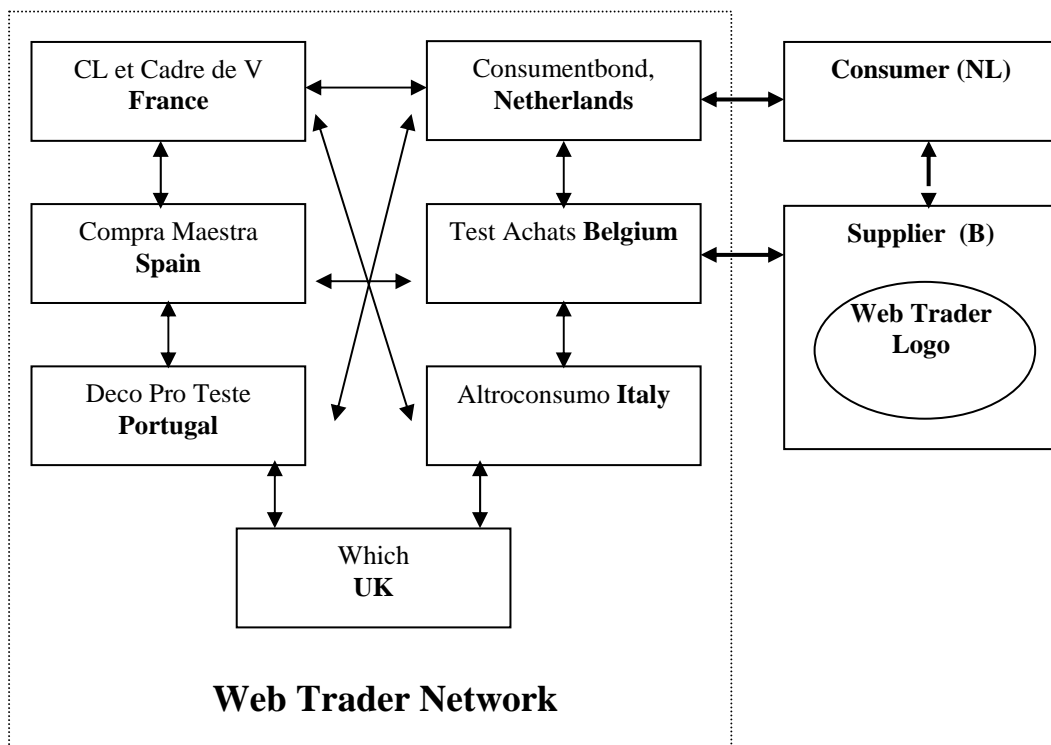 CL et Cadre de V
France
Consumentbond,
Netherlands
Consumer (NL)
Compra Maestra
Spain
Test Achats Belgium
Supplier (B)
Web Trader
Logo
Deco Pro Teste
Portugal
Altroconsumo Italy
Which
UK
Web Trader Network